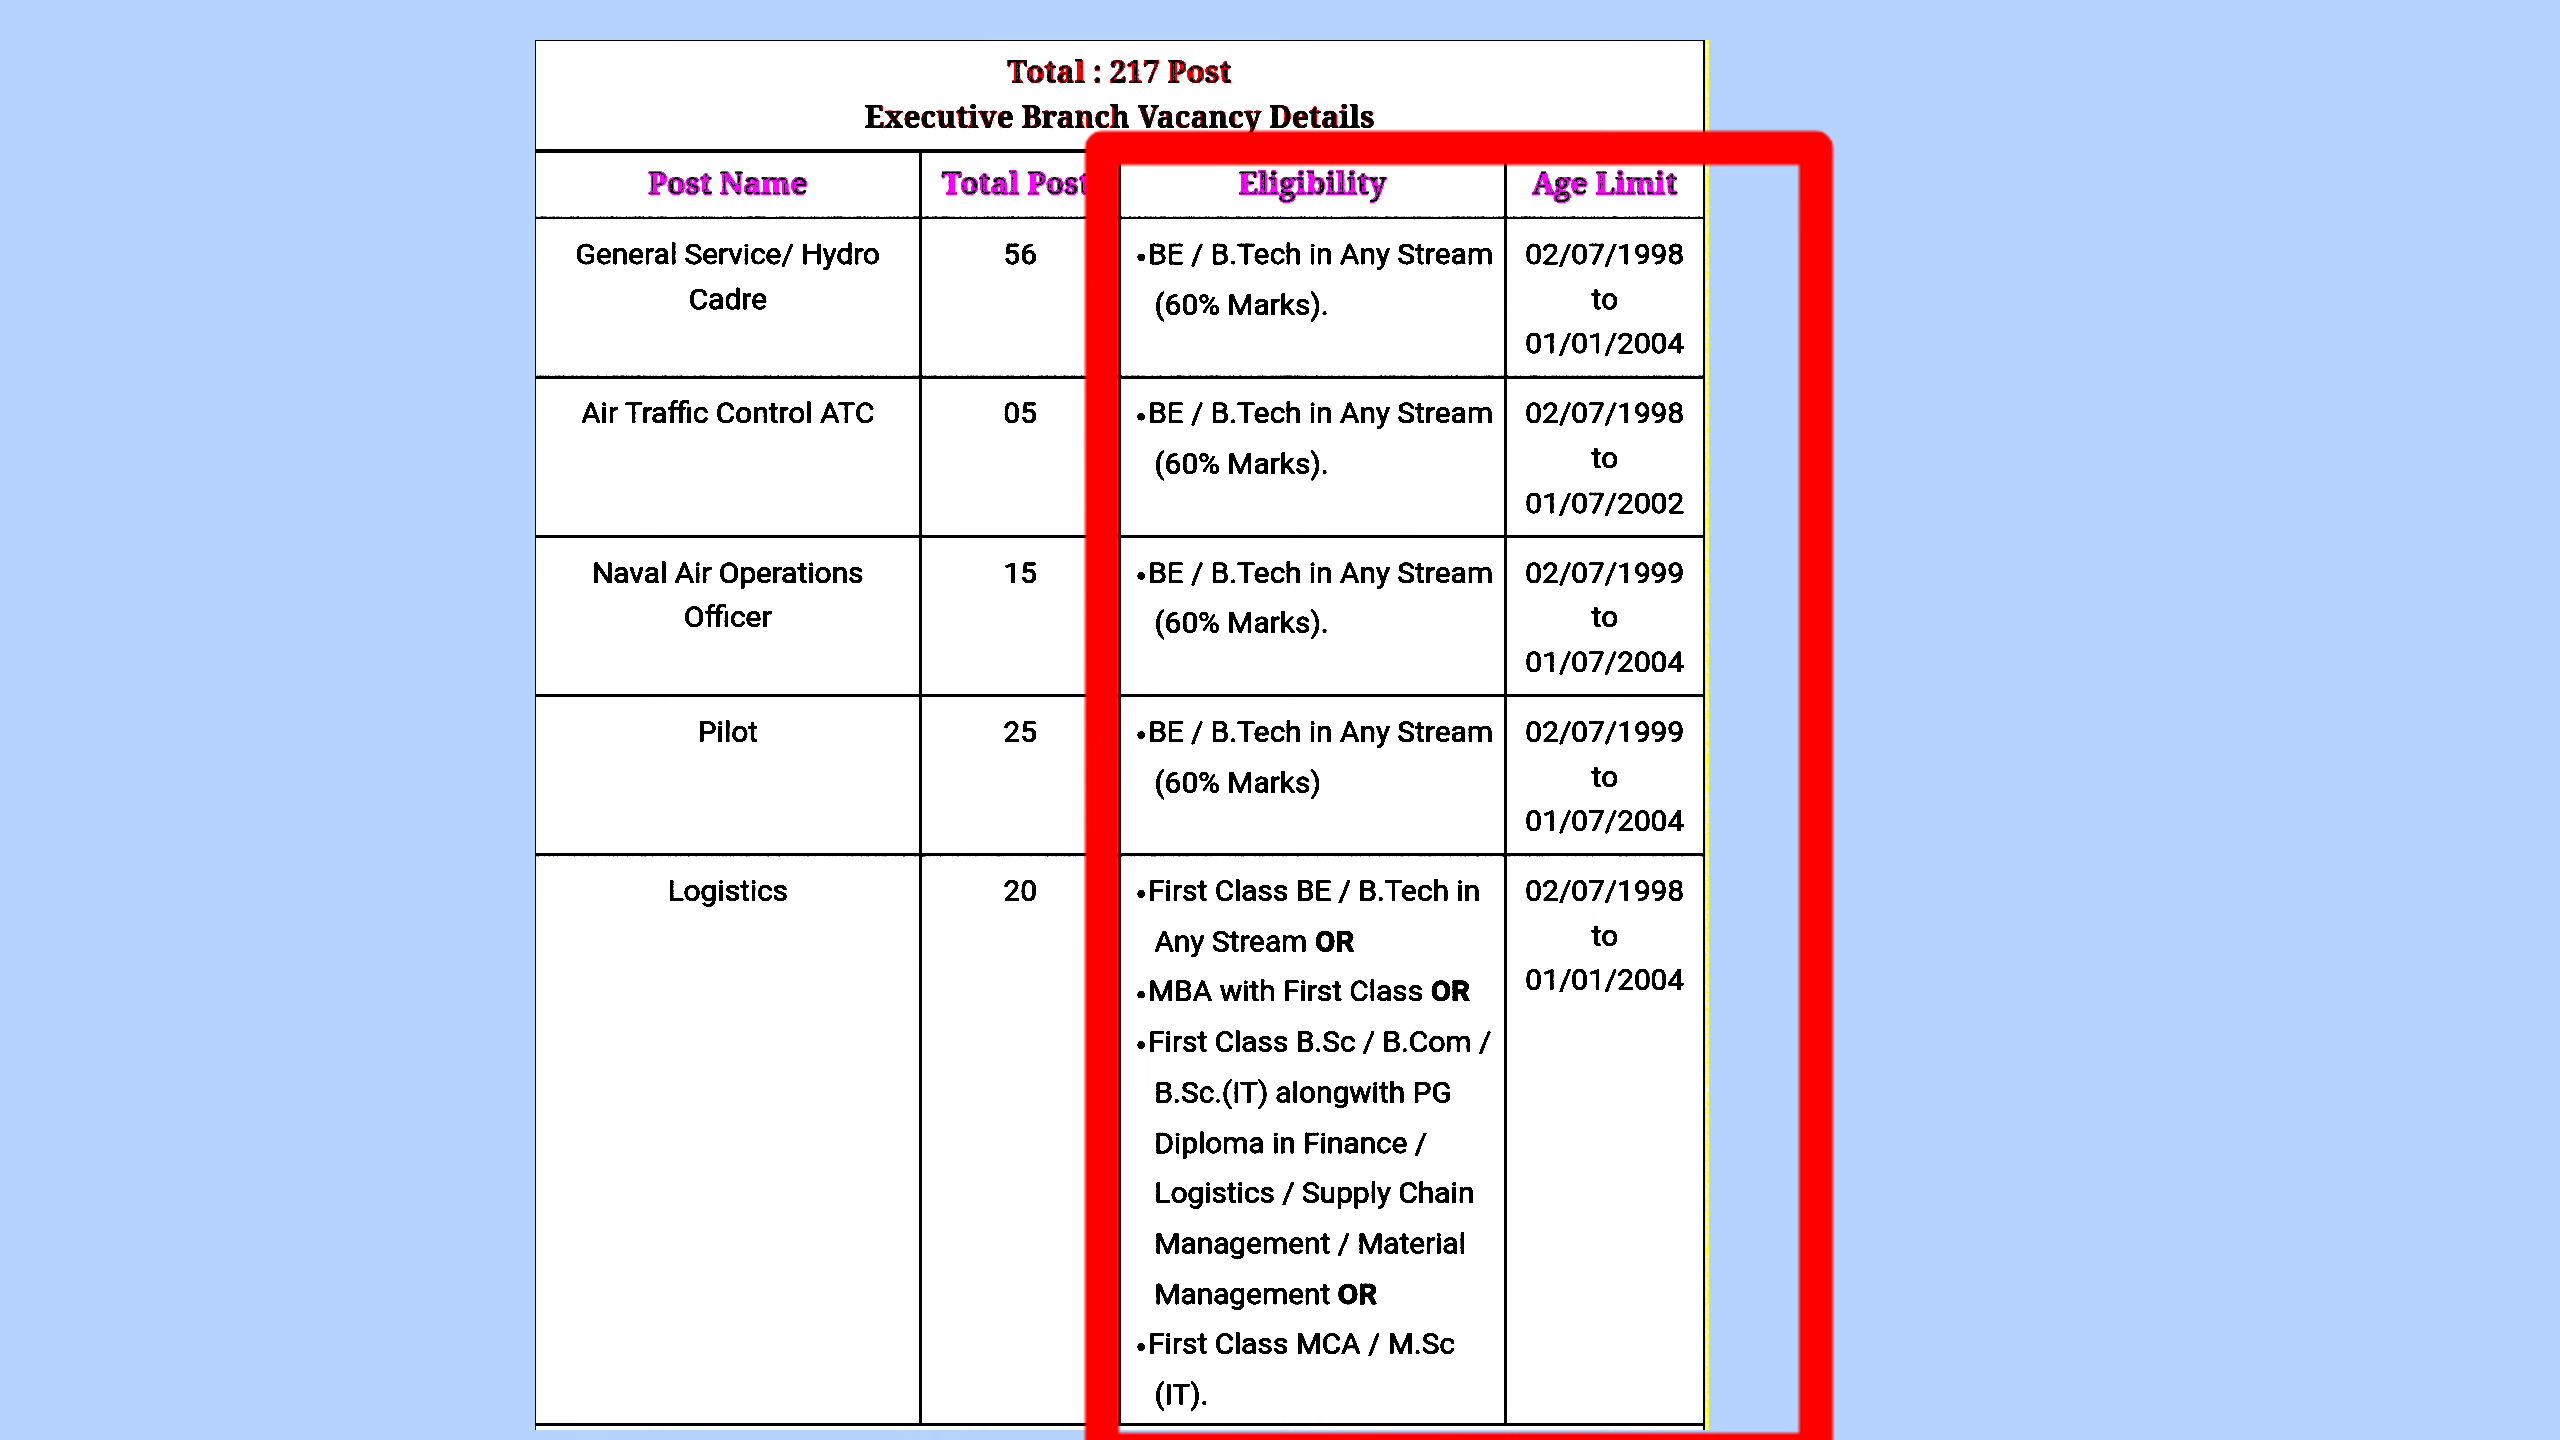 Total : 217 Post
Executive Branch Vacancy Details
Post Name
Total Post
Eligibility
Age Limit
General Service/ Hydro
Cadre
56
•BE / B.Tech in Any Stream
(60% Marks).
02/07/1998
to
01/01/2004
Air Traffic Control ATC
05
•BE / B.Tech in Any Stream
(60% Marks).
02/07/1998
to
01/07/2002
Naval Air Operations
Officer
15
•BE / B.Tech in Any Stream
(60% Marks).
02/07/1999
to
01/07/2004
Pilot
25
•BE / B.Tech in Any Stream
(60% Marks)
02/07/1999
to
01/07/2004
Logistics
20
•First Class BE / B.Tech in
Any Stream OR
•MBA with First Class OR
•First Class B.Sc / B.Com /
B.Sc.(IT) alongwith PG
Diploma in Finance /
Logistics / Supply Chain
Management / Material
Management OR
•First Class MCA / M.Sc
(IT).
02/07/1998
to
01/01/2004